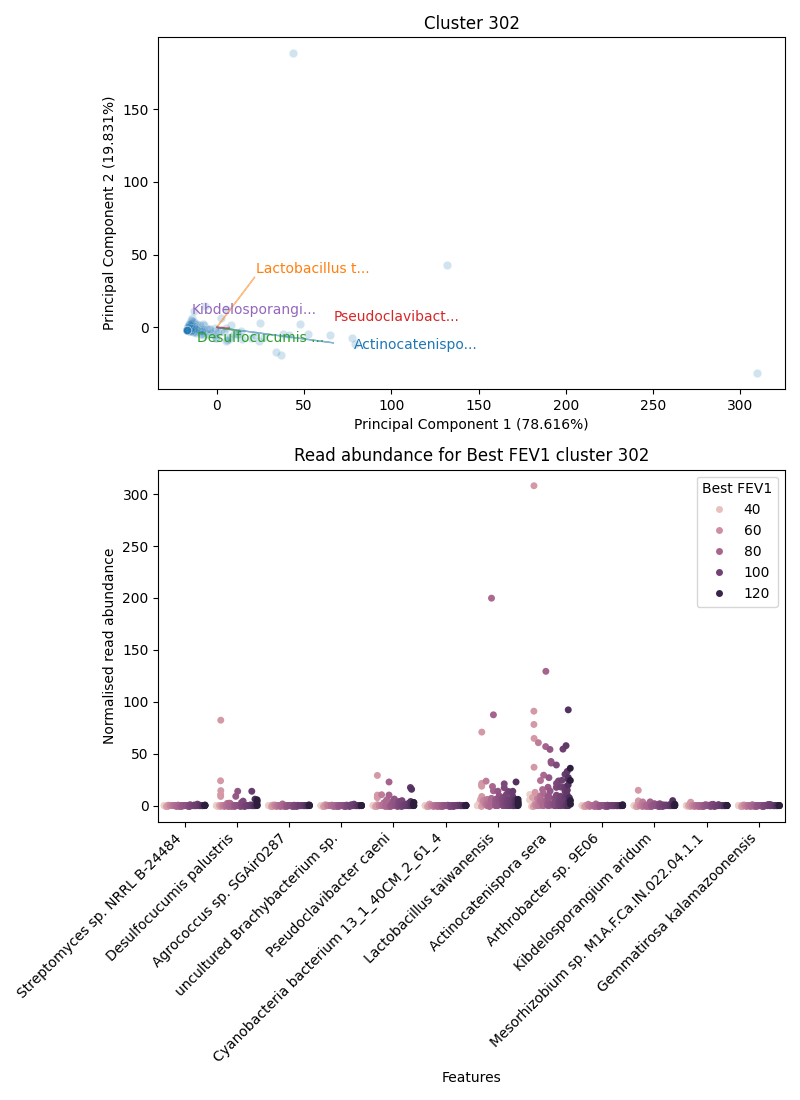 Cluster 302
Principal Component 2 (19.831%)
150
100
50
0
Lactobacillus t...
Kibdelosporangi...
Pseudoclavibact...
Desulfocucumis ...
Actinocatenispo...
0 50 100 150 200 250 300
Principal Component 1 (78.616%)
Read abundance for Best FEV1 cluster 302
Normalised read abundance
300
250
200
150
100
50
0
Best FEV1
40
60
80
100
120
Streptomyces sp. NRRL B-24484
Desulfocucumis palustris
Agrococcus sp. SGAir0287
uncultured Brachybacterium sp.
Pseudoclavibacter caeni
Cyanobacteria bacterium 13_1_40CM_2_61_4
Lactobacillus taiwanensis
Actinocatenispora sera
Arthrobacter sp. 9E06
Kibdelosporangium aridum
Mesorhizobium sp. M1A.F.Ca.IN.022.04.1.1
Gemmatirosa kalamazoonensis
Features